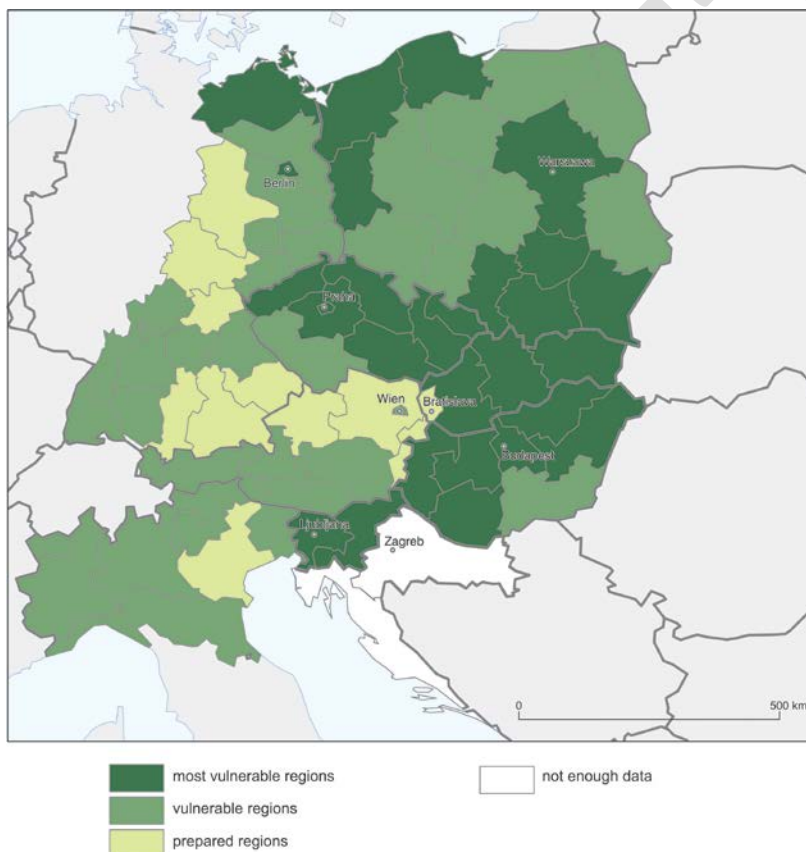 Warszawa
Berlin
Praha
Wien
Bratislava
Budapest
Ljubljana
Zagreb
0 500 km
most vulnerable regions
not enough data
vulnerable regions
prepared regions